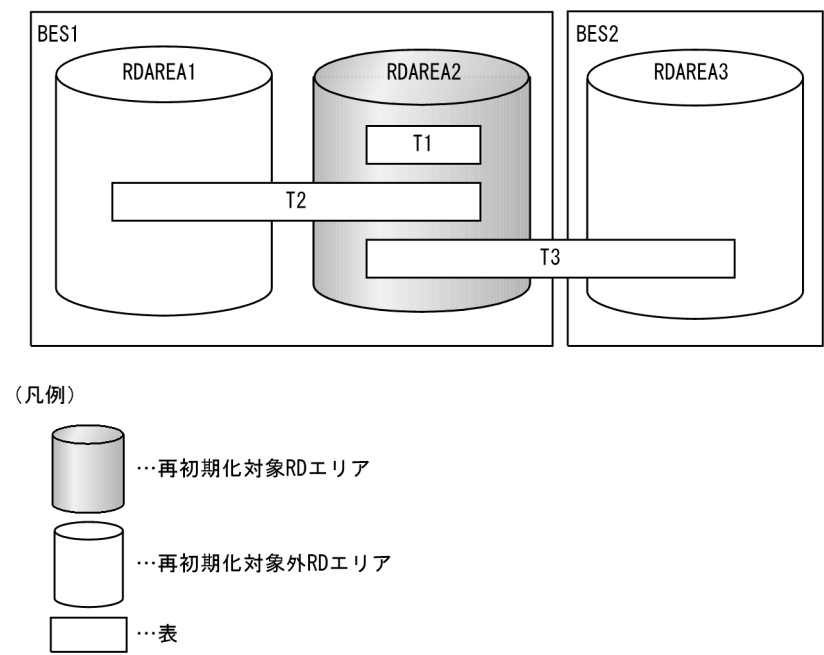 BES1
BES2
RDAREA1
RDAREA2
RDAREA3
T1
T2
T3
（凡例）
…再初期化対象RDエリア
…再初期化対象外RDエリア
…表